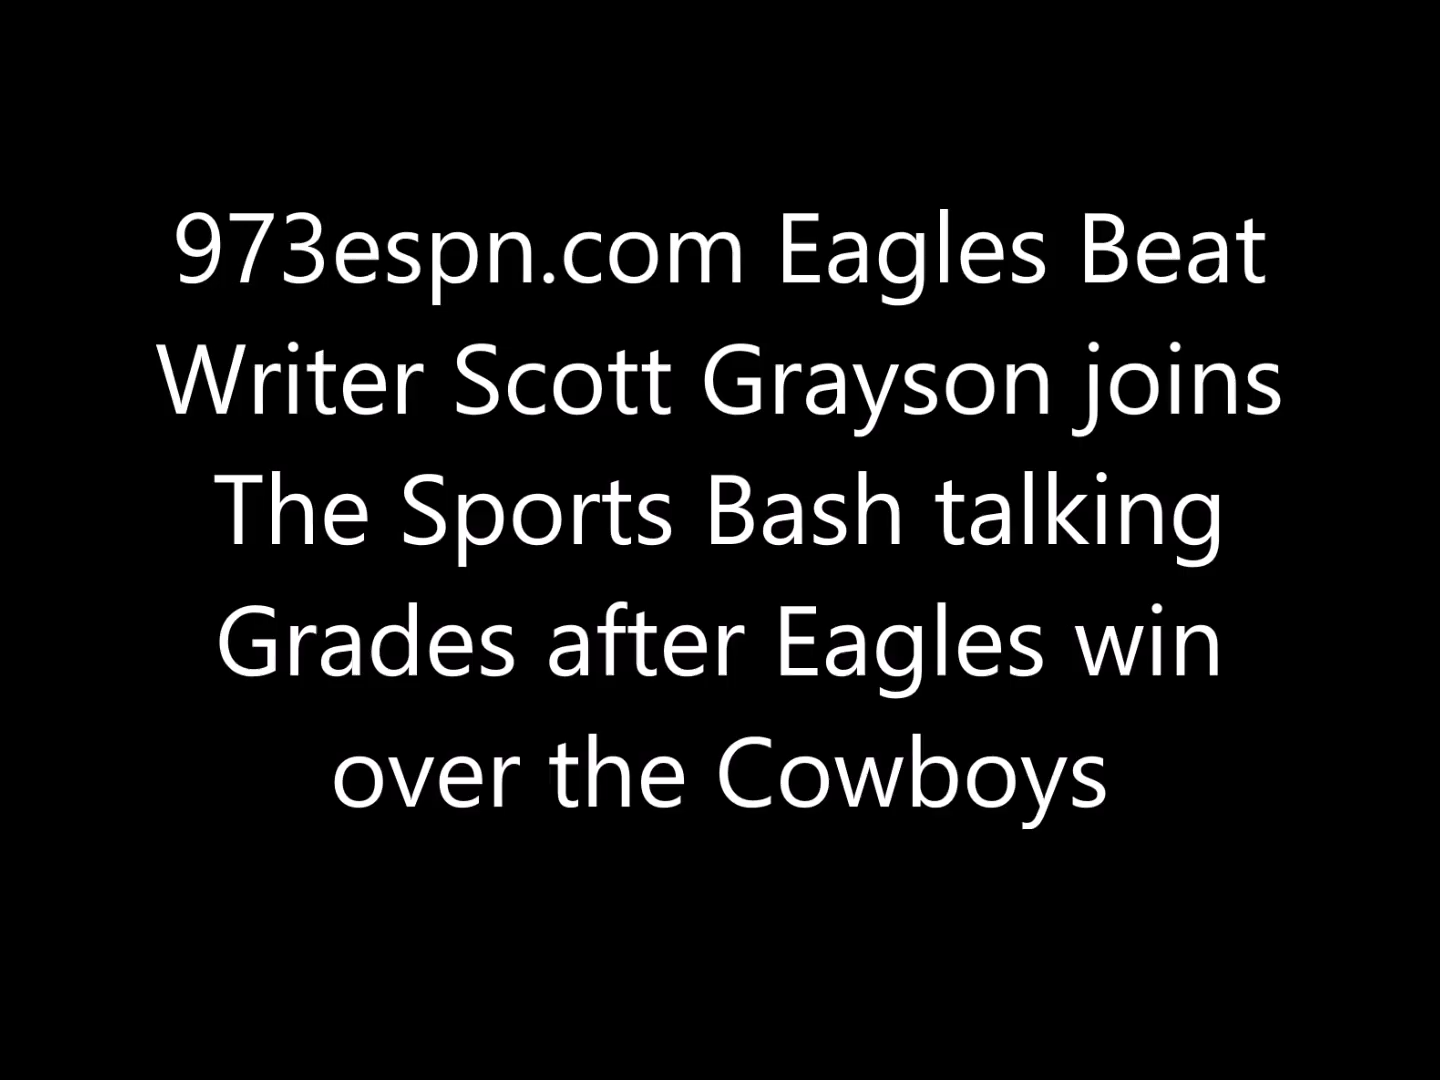 973espn.com Eagles Beat
Writer Scott Grayson joins
The Sports Bash talking
Grades after Eagles win
over the Cowboys